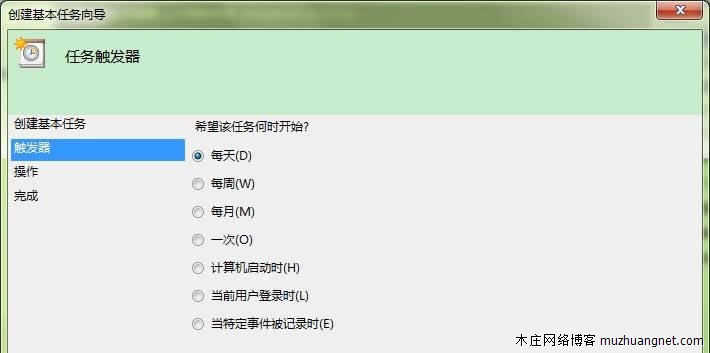 创建基本任务向导
任务触发器
创建基本任务
触发器
操作
完成
希望该任务何时开始?
每天(D)
每周(W)
每月(M)
一次(O)
计算机启动时(H)
当前用户登录时(L)
当特定事件被记录时(E)
木庄网络博客 muzhuangnet.com